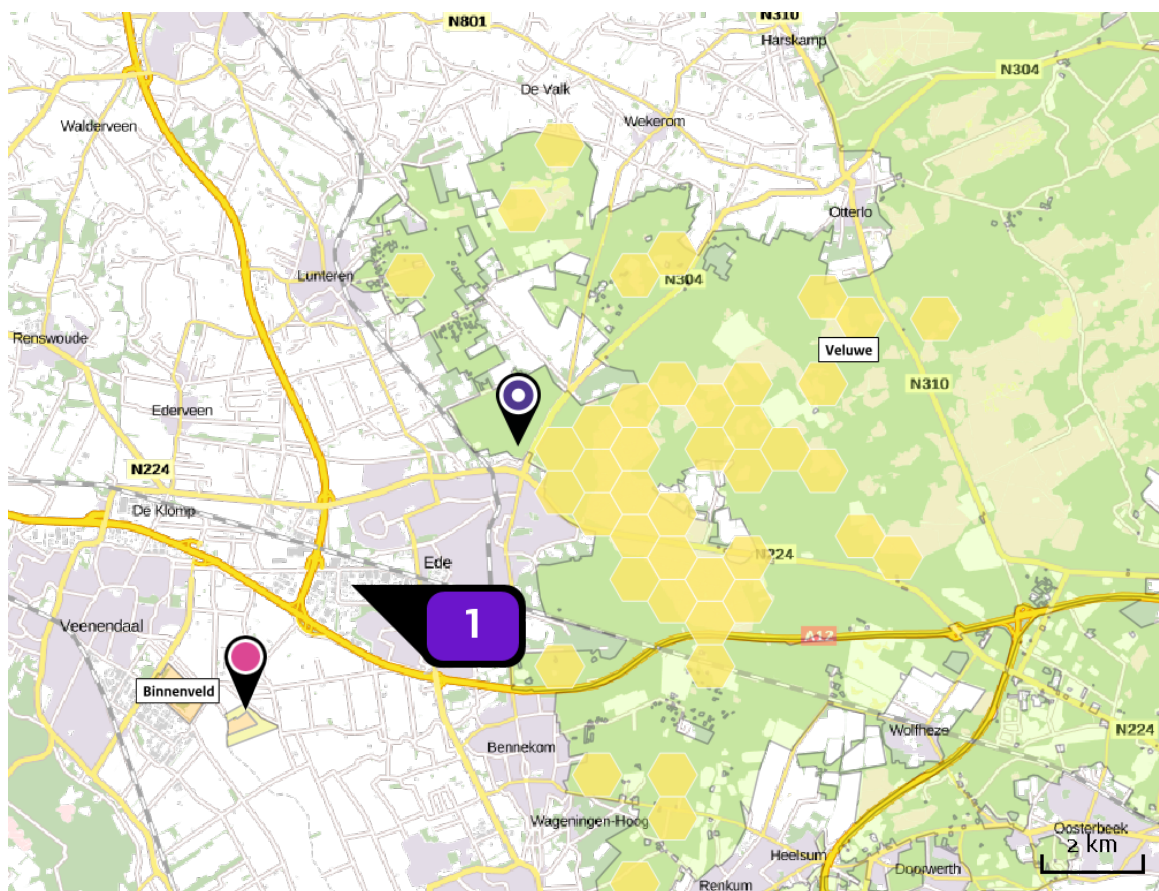 N801
N310
Harskamp
N304
De Valk
Wekerom
Walderveen
Otterlo
Lunteren
N304
Renswoude
Veluwe
N310
Ederveen
N224
De Klomp
Ede
N224
1
Veenendaal
A12
Binnenveld
Bennekom
Wolfheze
N224
Wageningen-Hoog
Oosterbeek
2 km
Heelsum
Doorwerth
Renkum